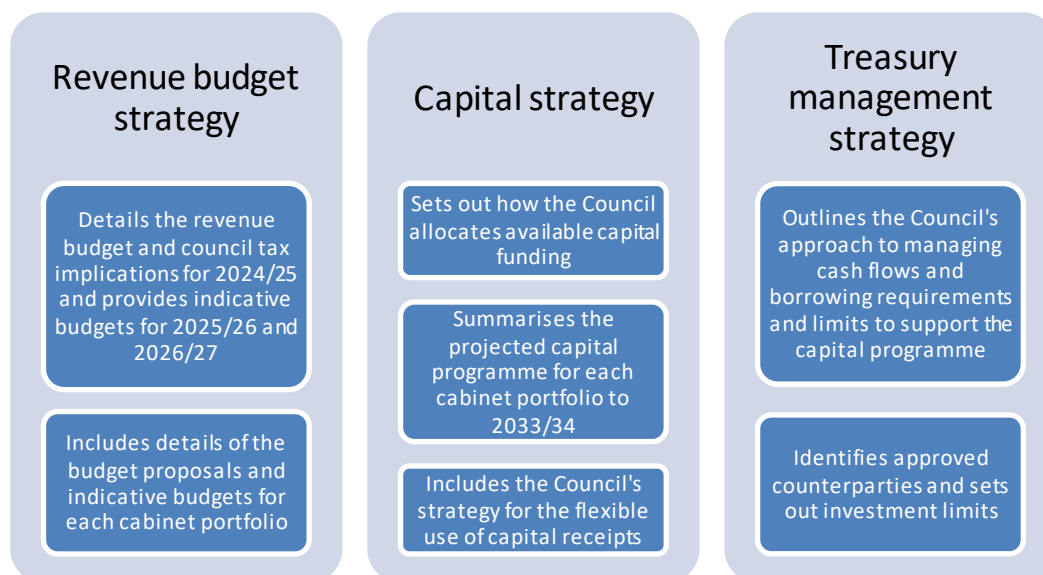 Revenue budget
strategy
Details the revenue
budget and council tax
implications for 2024/25
and provides indicative
budgets for 2025/26 and
2026/27
Includes details of the
budget proposals and
indicative budgets for
each cabinet portfolio
Capital strategy
Sets out how the Council
allocates available capital
funding
Summarises the
projected capital
programme for each
cabinet portfolio to
2033/34
Includes the Council's
strategy for the flexible
use of capital receipts
Treasury
management
strategy
Outlines the Council's
approach to managing
cash flows and
borrowing requirements
and limits to support the
capital programme
Identifies approved
counterparties and sets
out investment limits